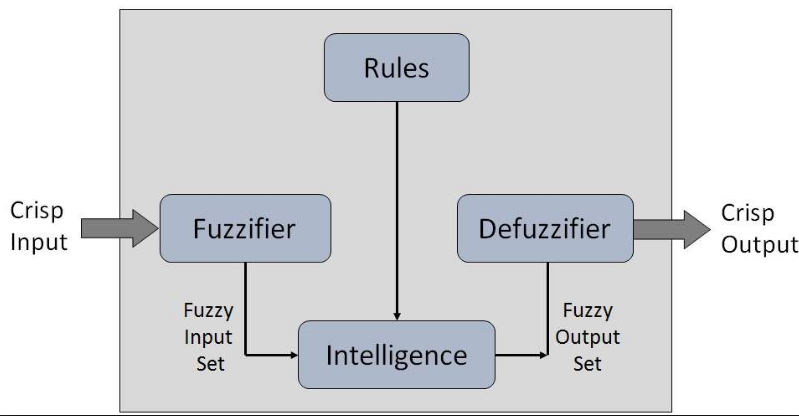 Rules
Crisp
Input
Fuzzifier
Defuzzifier
Crisp
Output
Fuzzy
Input
Set
Intelligence
Fuzzy
Output
Set